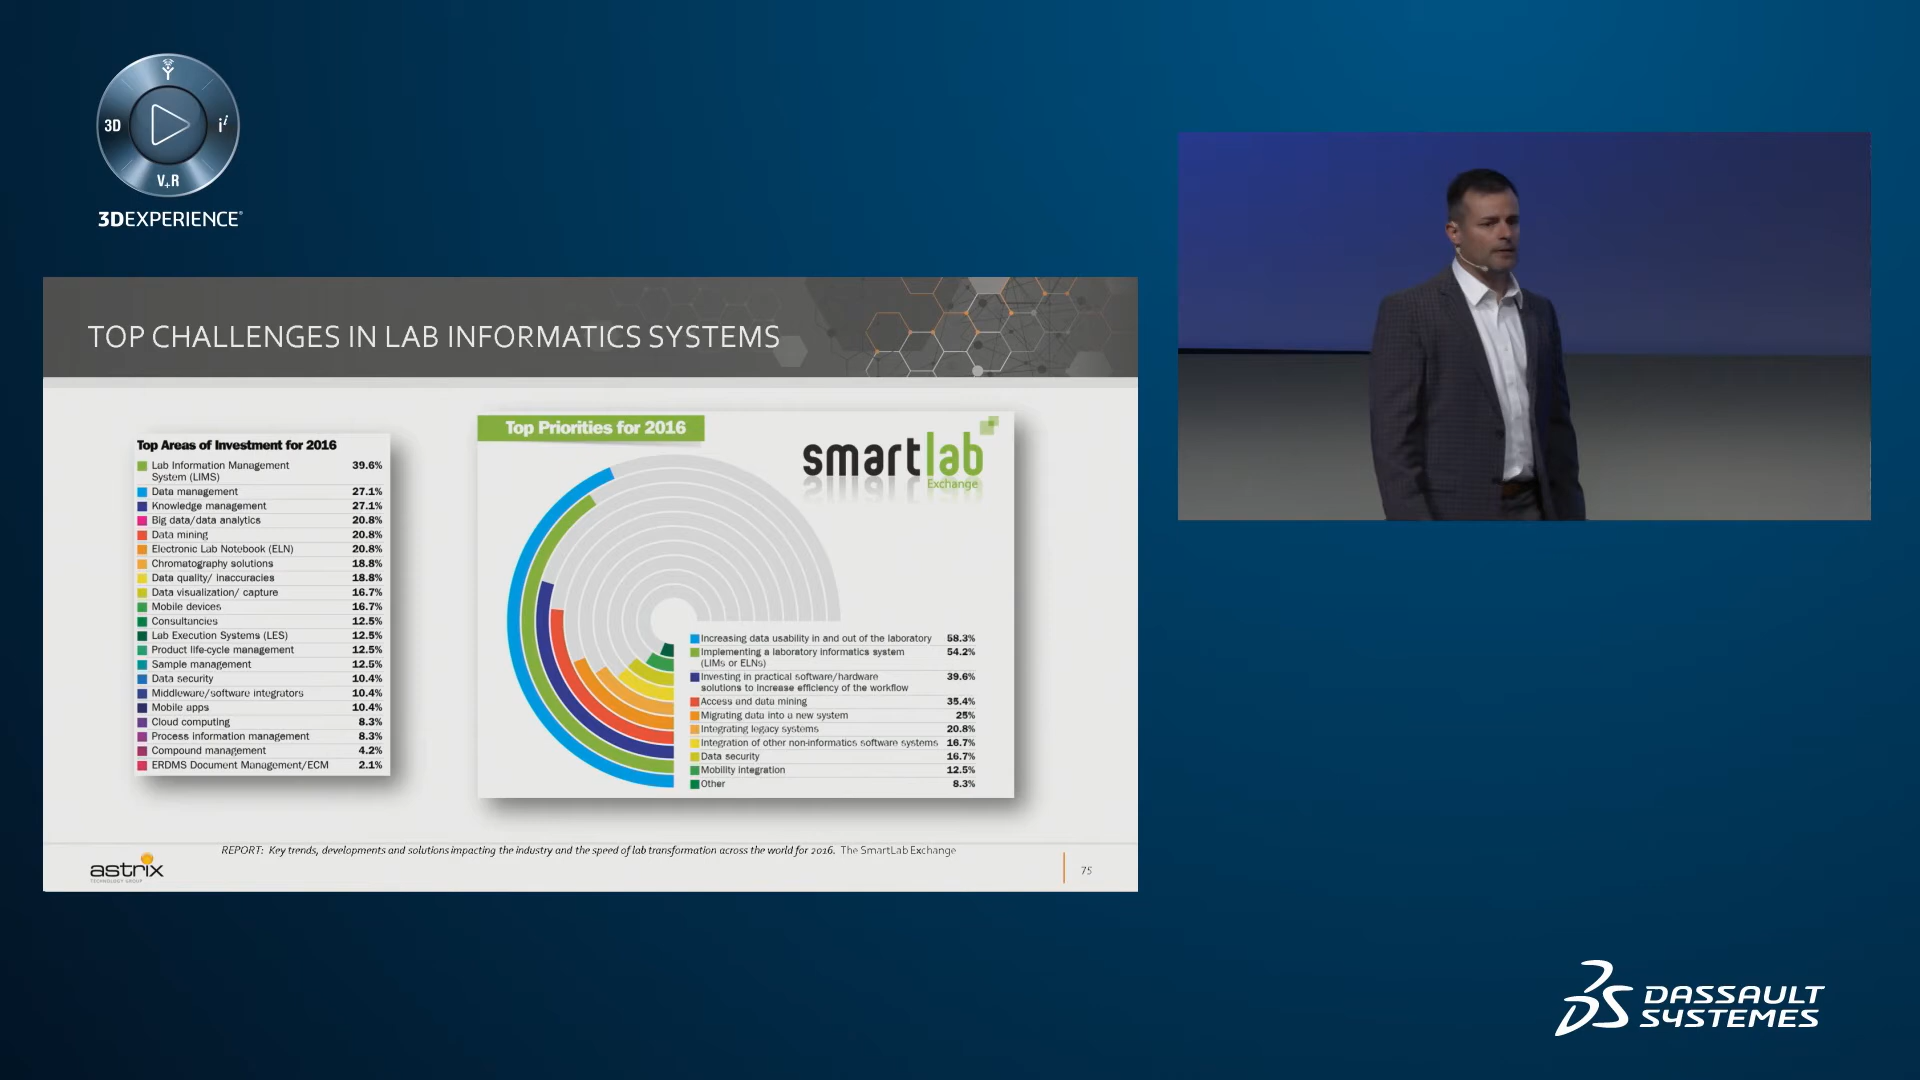 3D
i
V+R
3DEXPERIENCE®
TOP CHALLENGES IN LAB INFORMATICS SYSTEMS
Top Areas of Investment for 2016
Lab Information Management 39.6%
System (LIMS)
Data management 27.1%
Knowledge management 27.1%
Big data/data analytics 20.8%
Data mining 20.8%
Electronic Lab Notebook (ELN) 20.8%
Chromatography solutions 18.8%
Data quality/ inaccuracies 18.8%
Data visualization/ capture 16.7%
Mobile devices 16.7%
Consultancies 12.5%
Lab Execution Systems (LES) 12.5%
Product life-cycle management 12.5%
Sample management 12.5%
Data security 10.4%
Middleware/software integrators 10.4%
Mobile apps 10.4%
Cloud computing 8.3%
Process information management 8.3%
Compound management 4.2%
ERDMS Document Management/ECM 2.1%
Top Priorities for 2016
smartlab
Exchange
Increasing data usability in and out of the laboratory 58.3%
Implementing a laboratory informatics system 54.2%
(LIMs or ELNs)
Investing in practical software/hardware 39.6%
solutions to increase efficiency of the workflow
Access and data mining 35.4%
Migrating data into a new system 25%
Integrating legacy systems 20.8%
Integration of other non-informatics software systems 16.7%
Data security 16.7%
Mobility integration 12.5%
Other 8.3%
REPORT: Key trends, developments and solutions impacting the industry and the speed of lab transformation across the world for 2016. The SmartLab Exchange
astrix
TECHNOLOGY GROUP
75
DASSAULT
SYSTEMES